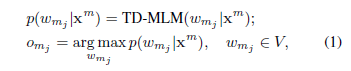 p(w_{m_j}|x^m) = TD-MLM(w_{m_j}|x^m);
o_{m_j} = arg max_{w_{m_j}} p(w_{m_j}|x^m), w_{m_j} ∈ V, (1)